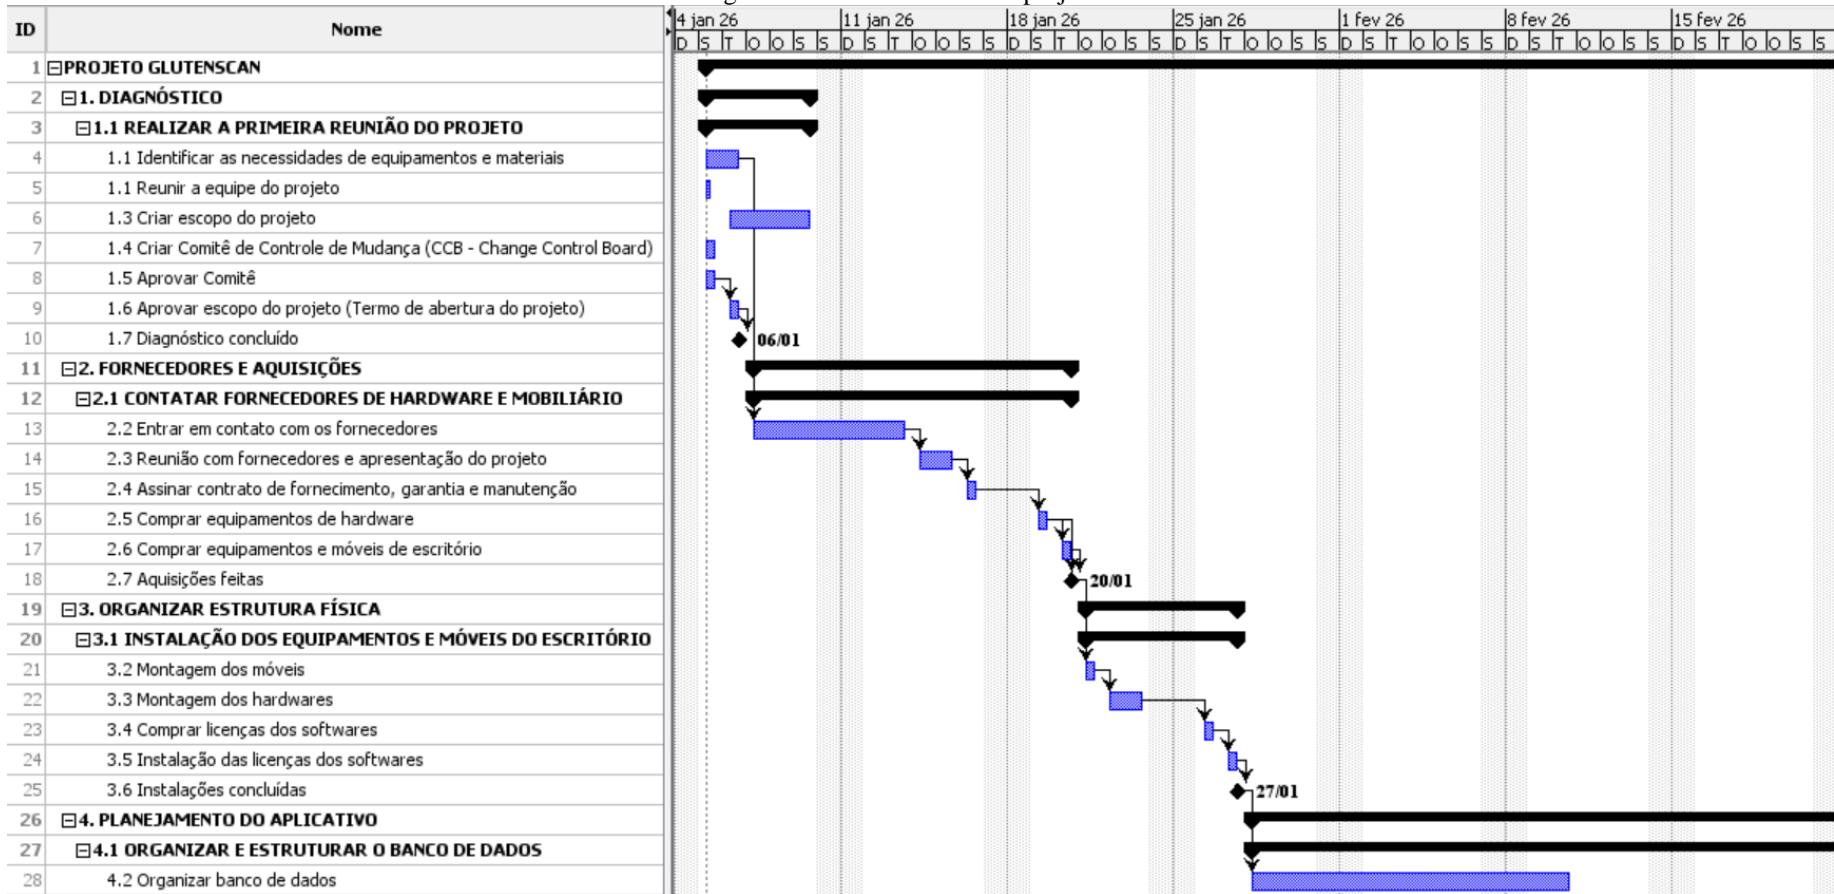 ID Nome 4 jan 26 11 jan 26 18 jan 26 25 jan 26 1 fev 26 8 fev 26 15 fev 26
D S T O O S S D S T O O S S D S T O O S S D S T O O S S D S T O O S S D S T O O S S D S T O O S S
1 PROJETO GLUTENSCAN
2 1. DIAGNÓSTICO
3 1.1 REALIZAR A PRIMEIRA REUNIÃO DO PROJETO
4 1.1 Identificar as necessidades de equipamentos e materiais
5 1.1 Reunir a equipe do projeto
6 1.3 Criar escopo do projeto
7 1.4 Criar Comitê de Controle de Mudança (CCB - Change Control Board)
8 1.5 Aprovar Comitê
9 1.6 Aprovar escopo do projeto (Termo de abertura do projeto)
10 1.7 Diagnóstico concluído 06/01
11 2. FORNECEDORES E AQUISIÇÕES
12 2.1 CONTATAR FORNECEDORES DE HARDWARE E MOBILIÁRIO
13 2.2 Entrar em contato com os fornecedores
14 2.3 Reunião com fornecedores e apresentação do projeto
15 2.4 Assinar contrato de fornecimento, garantia e manutenção
16 2.5 Comprar equipamentos de hardware
17 2.6 Comprar equipamentos e móveis de escritório
18 2.7 Aquisições feitas 20/01
19 3. ORGANIZAR ESTRUTURA FÍSICA
20 3.1 INSTALAÇÃO DOS EQUIPAMENTOS E MÓVEIS DO ESCRITÓRIO
21 3.2 Montagem dos móveis
22 3.3 Montagem dos hardwares
23 3.4 Comprar licenças dos softwares
24 3.5 Instalação das licenças dos softwares
25 3.6 Instalações concluídas 27/01
26 4. PLANEJAMENTO DO APLICATIVO
27 4.1 ORGANIZAR E ESTRUTURAR O BANCO DE DADOS
28 4.2 Organizar banco de dados